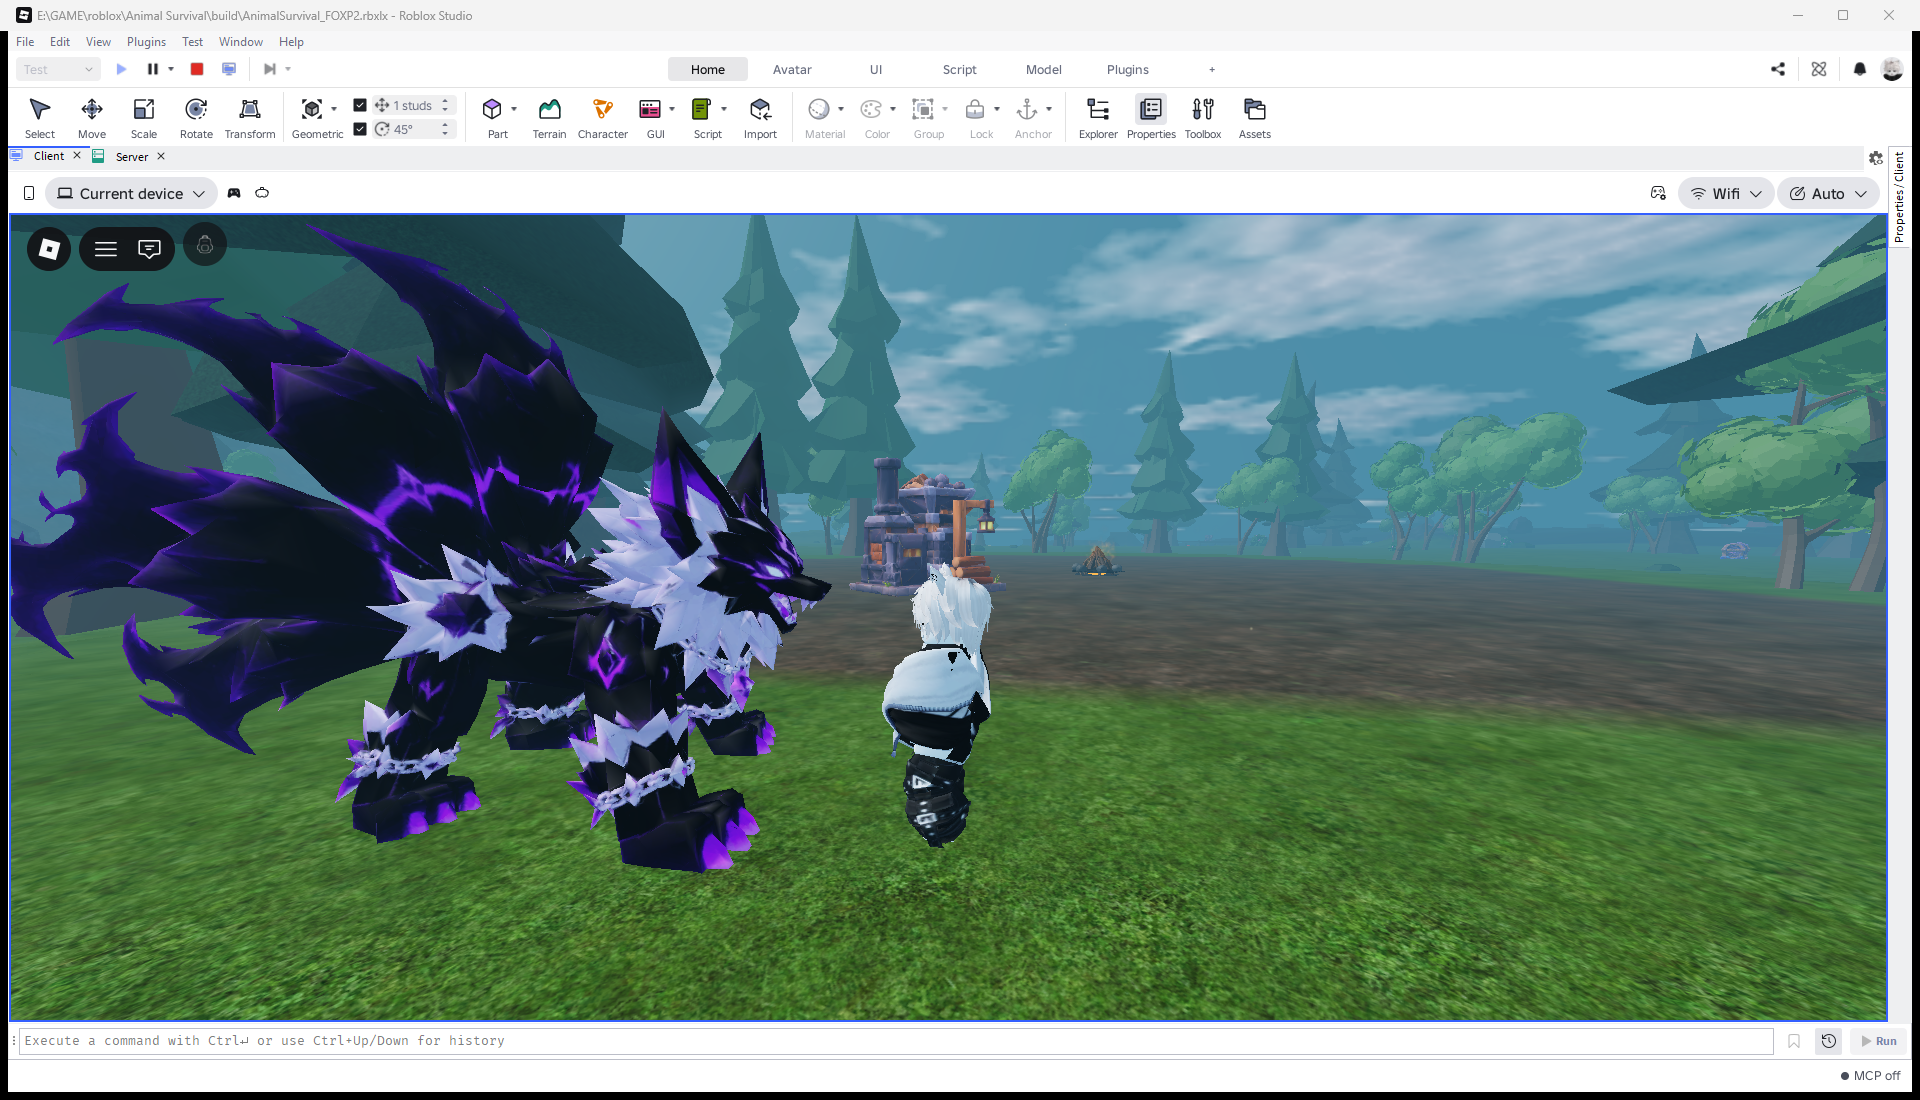 E:\GAME\roblox\Animal Survival\build\AnimalSurvival_FOXP2.rbxlx - Roblox Studio
File Edit View Plugins Test Window Help
Test
Home Avatar UI Script Model Plugins +
1 studs
45°
Select Move Scale Rotate Transform Geometric Part Terrain Character GUI Script Import Material Color Group Lock Anchor Explorer Properties Toolbox Assets
Client Server
Current device Wifi Auto
Properties / Client
Execute a command with Ctrl↵ or use Ctrl+Up/Down for history
Run
MCP off